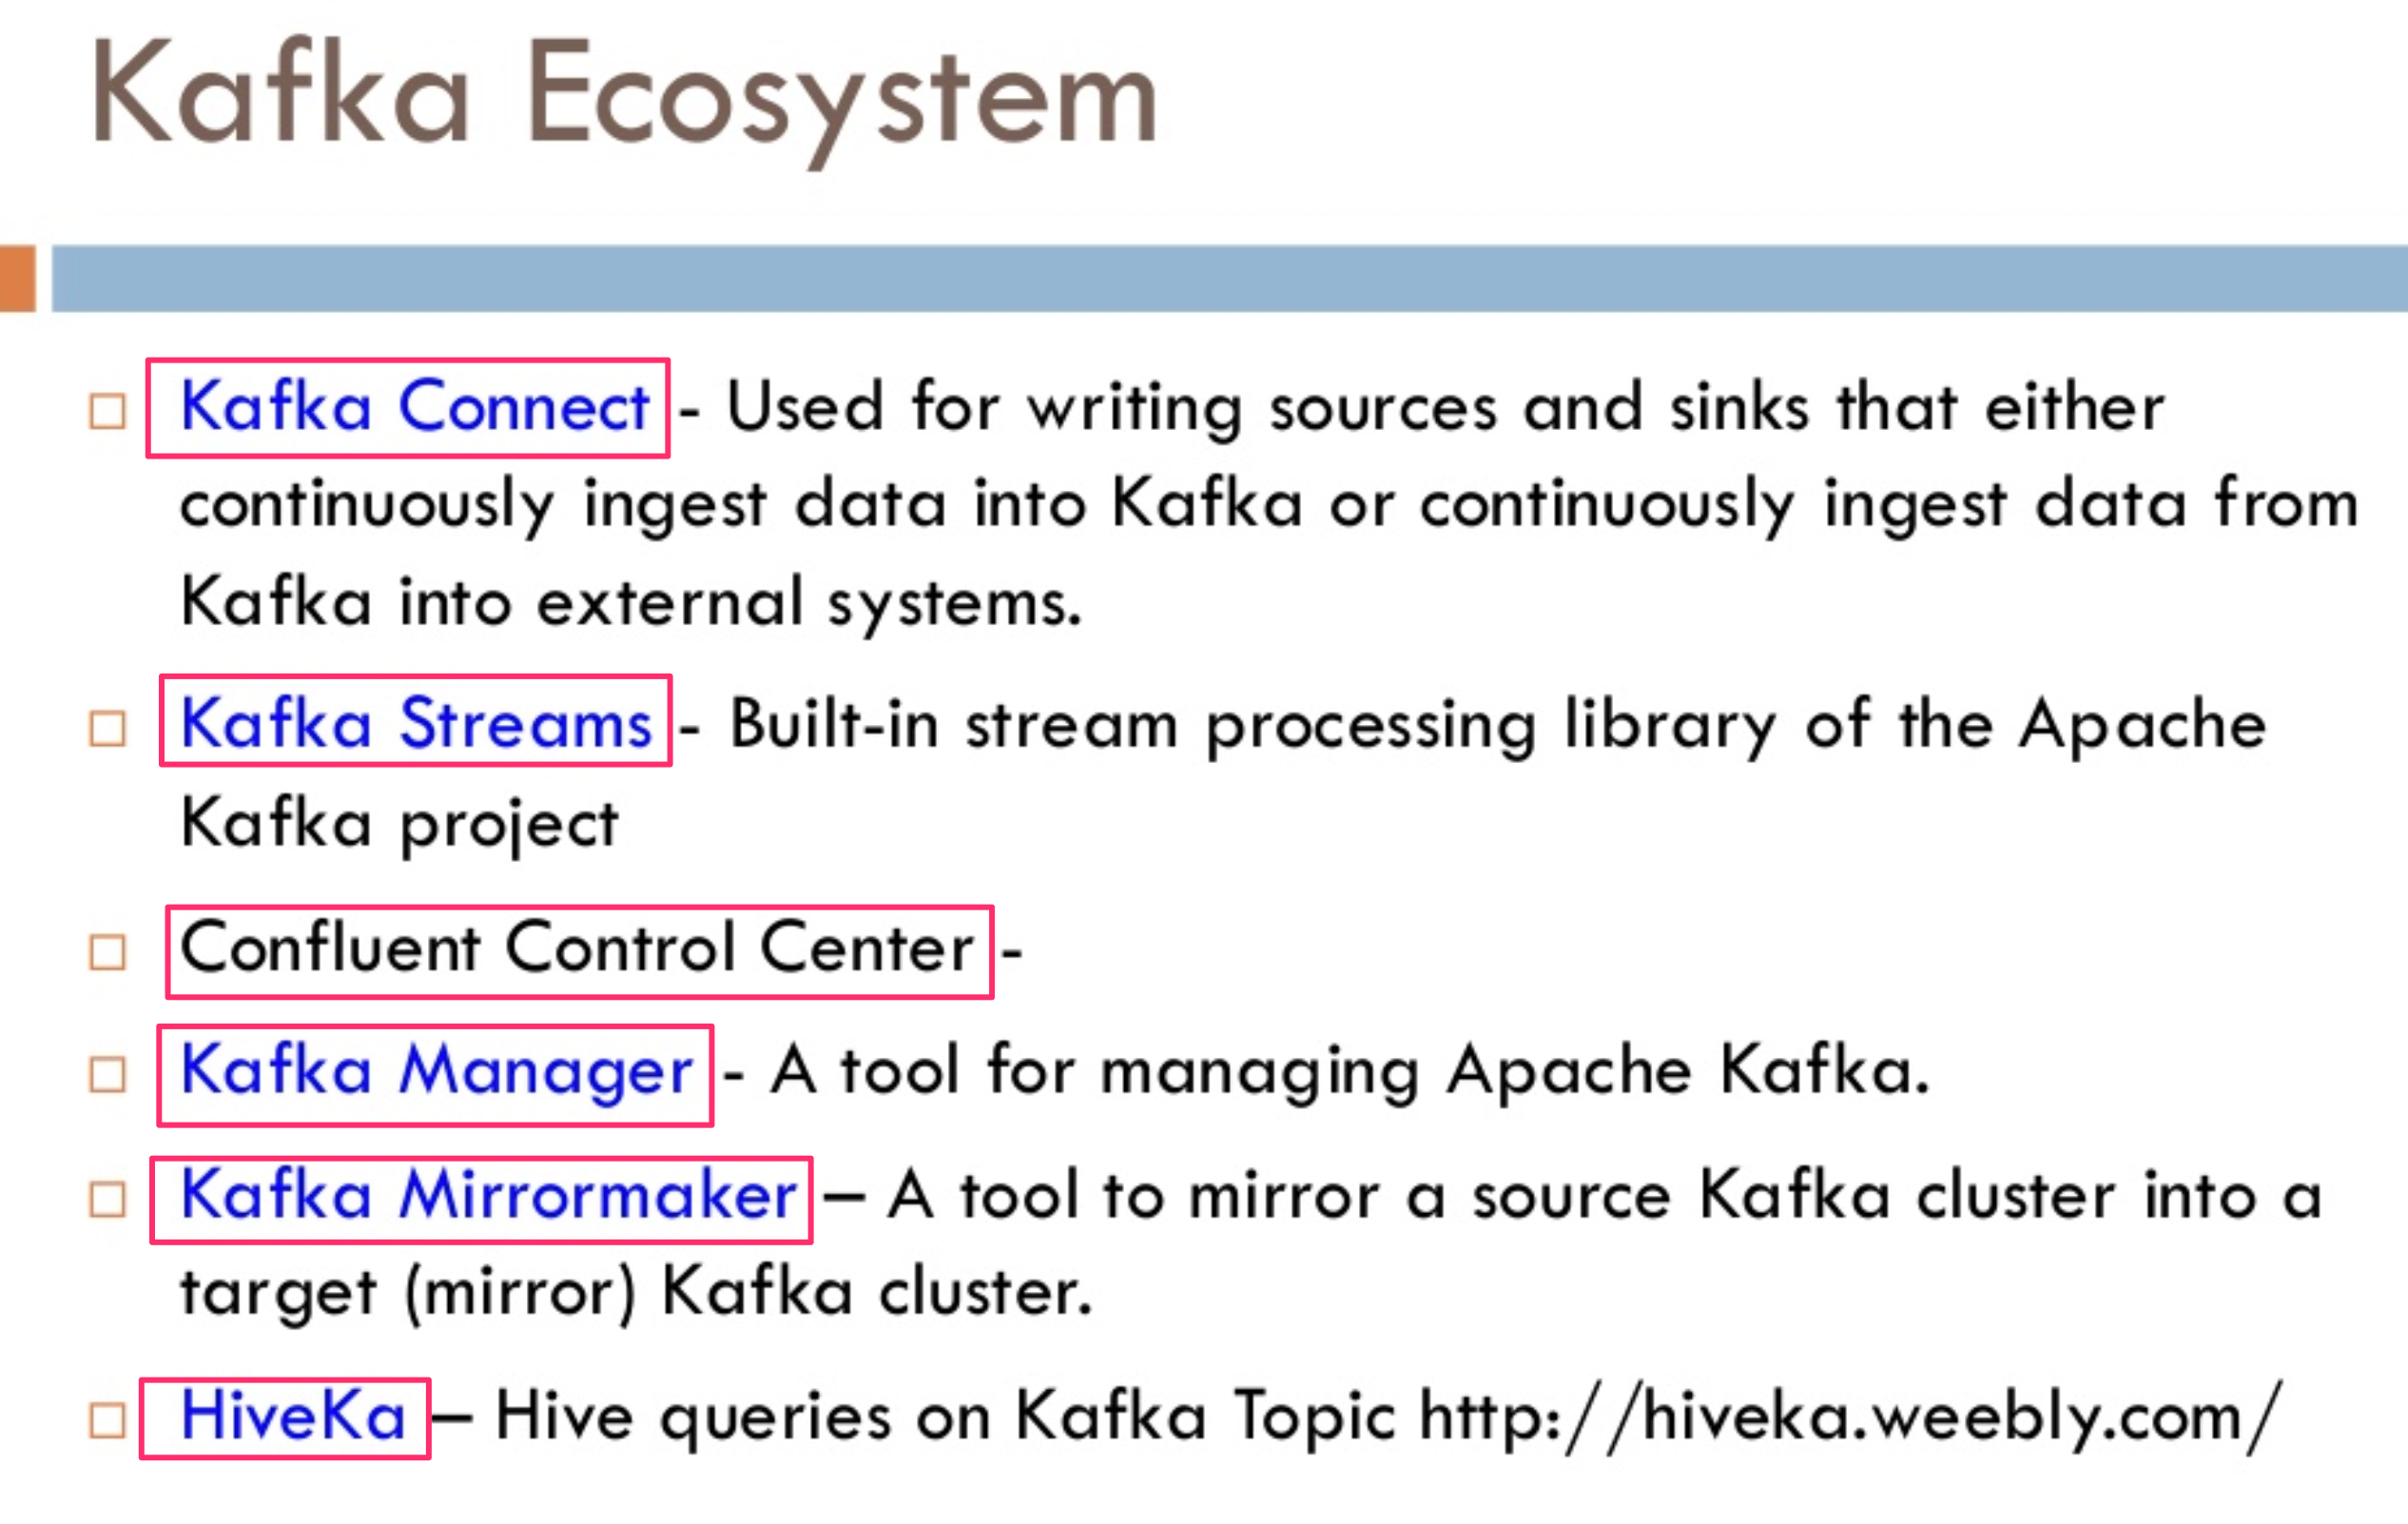 Kafka Ecosystem
Kafka Connect - Used for writing sources and sinks that either
continuously ingest data into Kafka or continuously ingest data from
Kafka into external systems.
Kafka Streams - Built-in stream processing library of the Apache
Kafka project
Confluent Control Center -
Kafka Manager - A tool for managing Apache Kafka.
Kafka Mirrormaker – A tool to mirror a source Kafka cluster into a
target (mirror) Kafka cluster.
HiveKa – Hive queries on Kafka Topic http://hiveka.weebly.com/